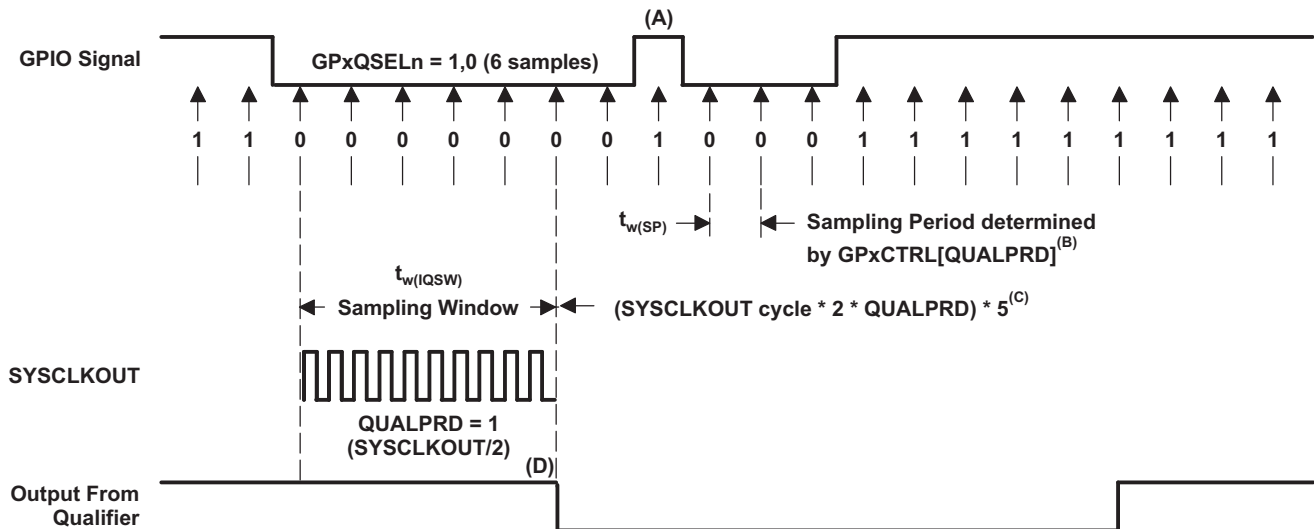 (A)
GPIO Signal
GPxQSELn = 1,0 (6 samples)
1 1 0 0 0 0 0 0 0 1 0 0 0 1 1 1 1 1 1 1 1 1
tw(SP)
Sampling Period determined
by GPxCTRL[QUALPRD](B)
tw(IQSW)
Sampling Window
(SYSCLKOUT cycle * 2 * QUALPRD) * 5(C)
SYSCLKOUT
QUALPRD = 1
(SYSCLKOUT/2)
(D)
Output From
Qualifier